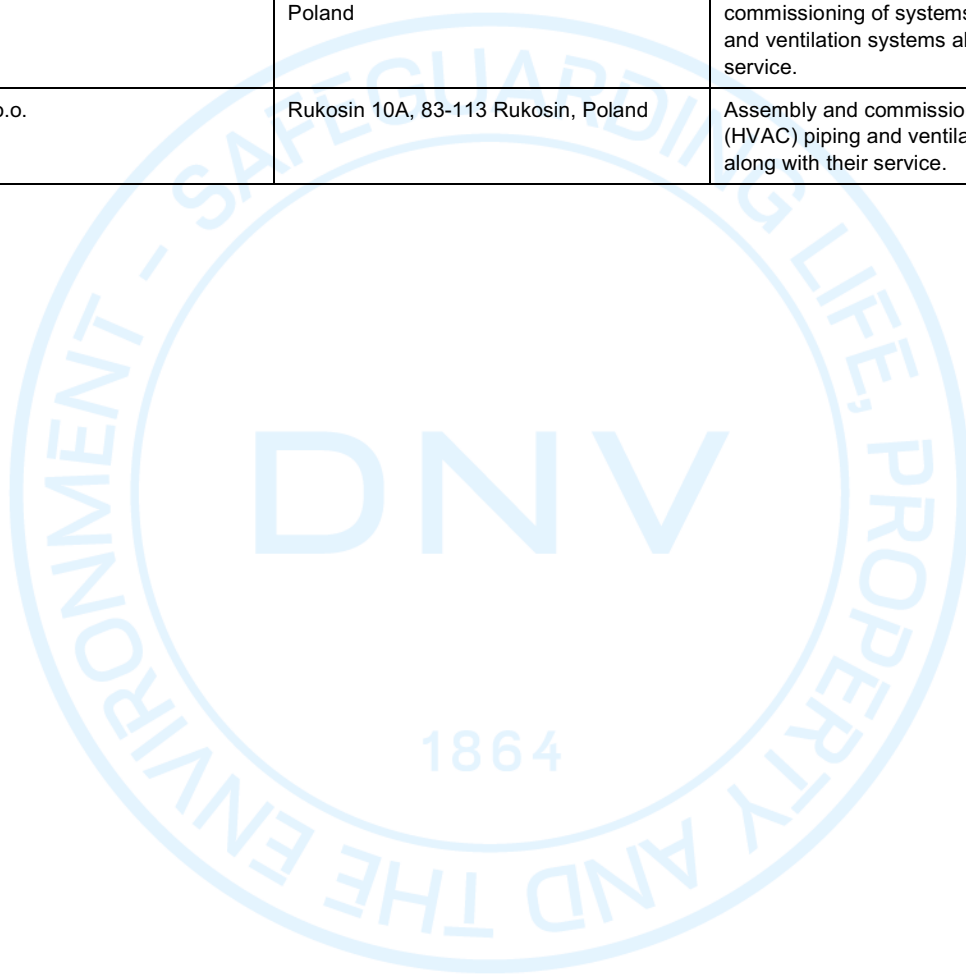 Poland
commissioning of systems
and ventilation systems al
service.
o.o.
Rukosin 10A, 83-113 Rukosin, Poland
Assembly and commissio
(HVAC) piping and ventila
along with their service.
SAFEGUARDING LIFE, PROPERTY AND THE ENVIRONMENT -
DNV
1864